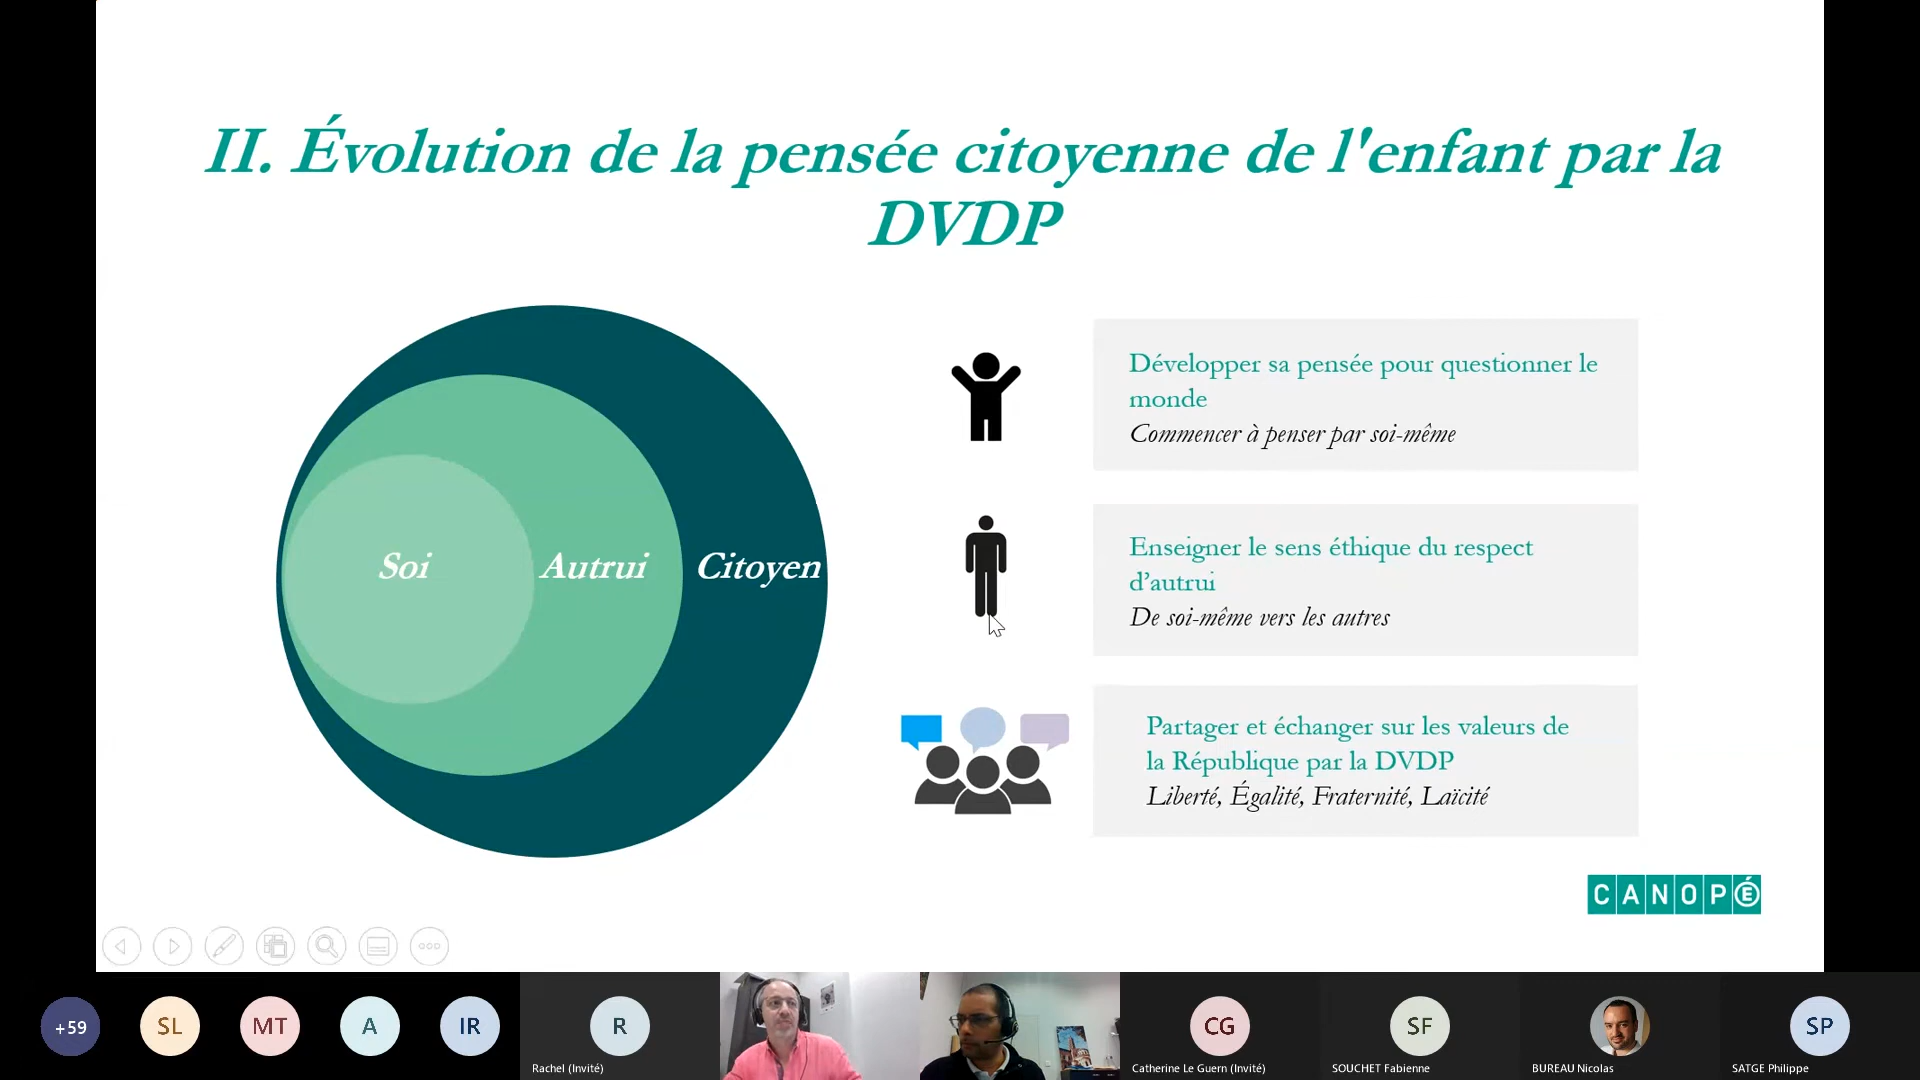 II. Évolution de la pensée citoyenne de l'enfant par la
DVDP
Soi
Autrui
Citoyen
Développer sa pensée pour questionner le
monde
Commencer à penser par soi-même
Enseigner le sens éthique du respect
d’autrui
De soi-même vers les autres
Partager et échanger sur les valeurs de
la République par la DVDP
Liberté, Égalité, Fraternité, Laïcité
CANOPÉ
+59
SL
MT
A
IR
R
Rachel (Invité)
CG
Catherine Le Guern (Invité)
SF
SOUCHET Fabienne
BUREAU Nicolas
SP
SATGE Philippe